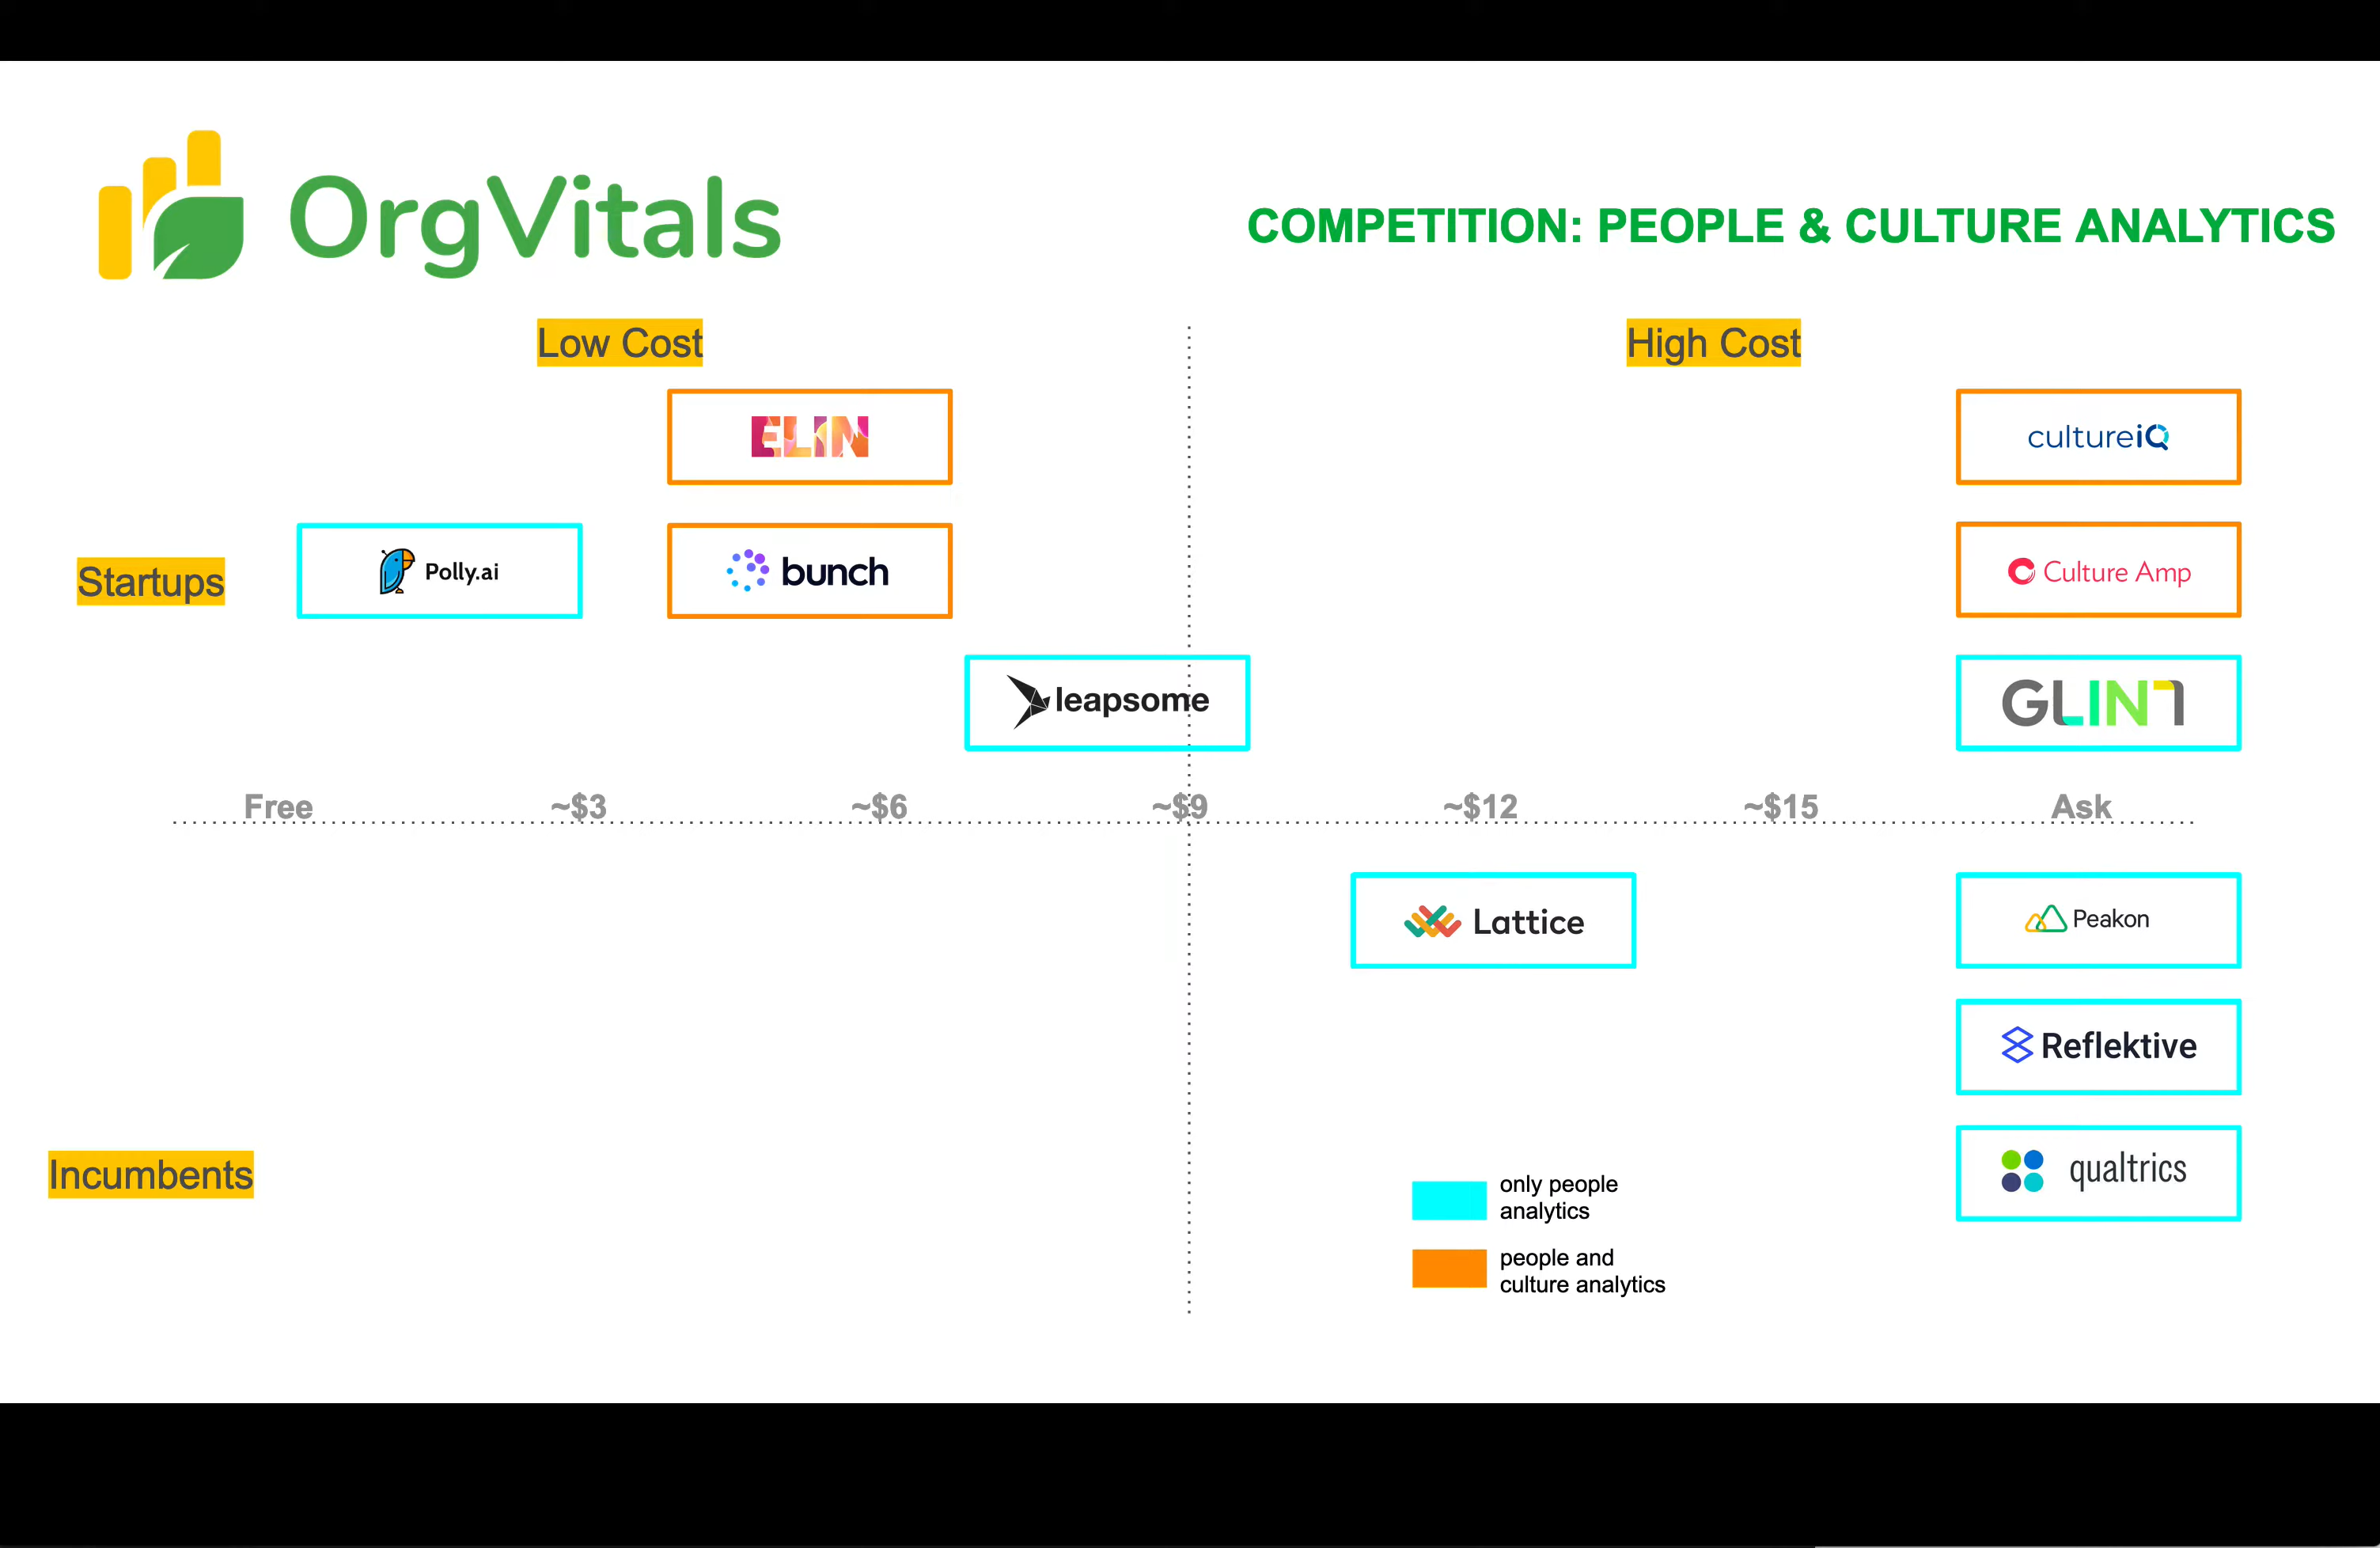 OrgVitals
COMPETITION: PEOPLE & CULTURE ANALYTICS
Low Cost
High Cost
ELIN
cultureiQ
Startups
Polly.ai
bunch
Culture Amp
leapsome
GLINT
Free
~$3
~$6
~$9
~$12
~$15
Ask
Lattice
Peakon
Reflektive
Incumbents
qualtrics
only people
analytics
people and
culture analytics